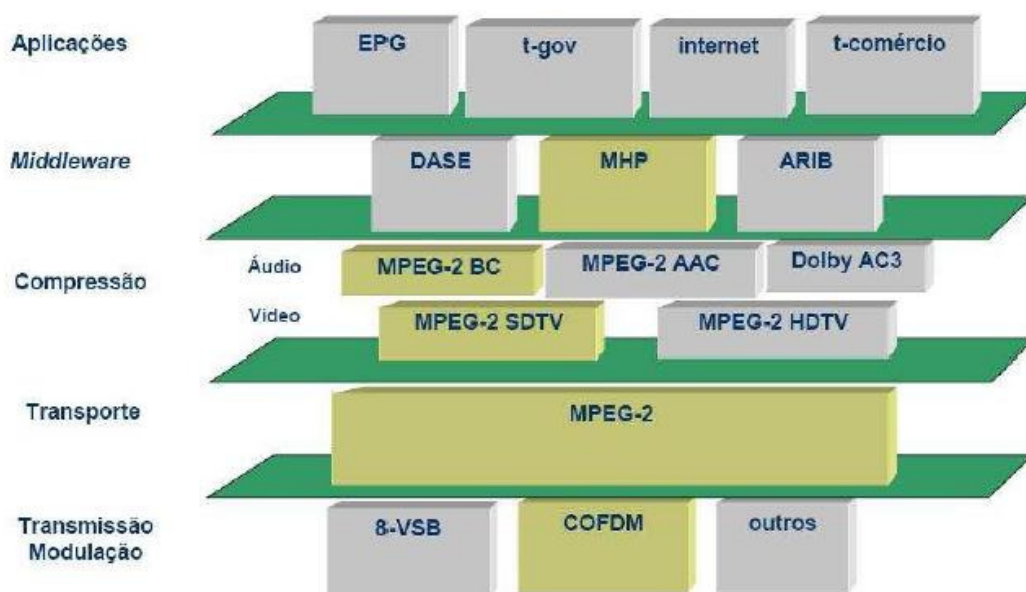 Aplicações
EPG
t-gov
internet
t-comércio
Middleware
DASE
MHP
ARIB
Compressão
Áudio
MPEG-2 BC
MPEG-2 AAC
Dolby AC3
Vídeo
MPEG-2 SDTV
MPEG-2 HDTV
Transporte
MPEG-2
Transmissão
Modulação
8-VSB
COFDM
outros